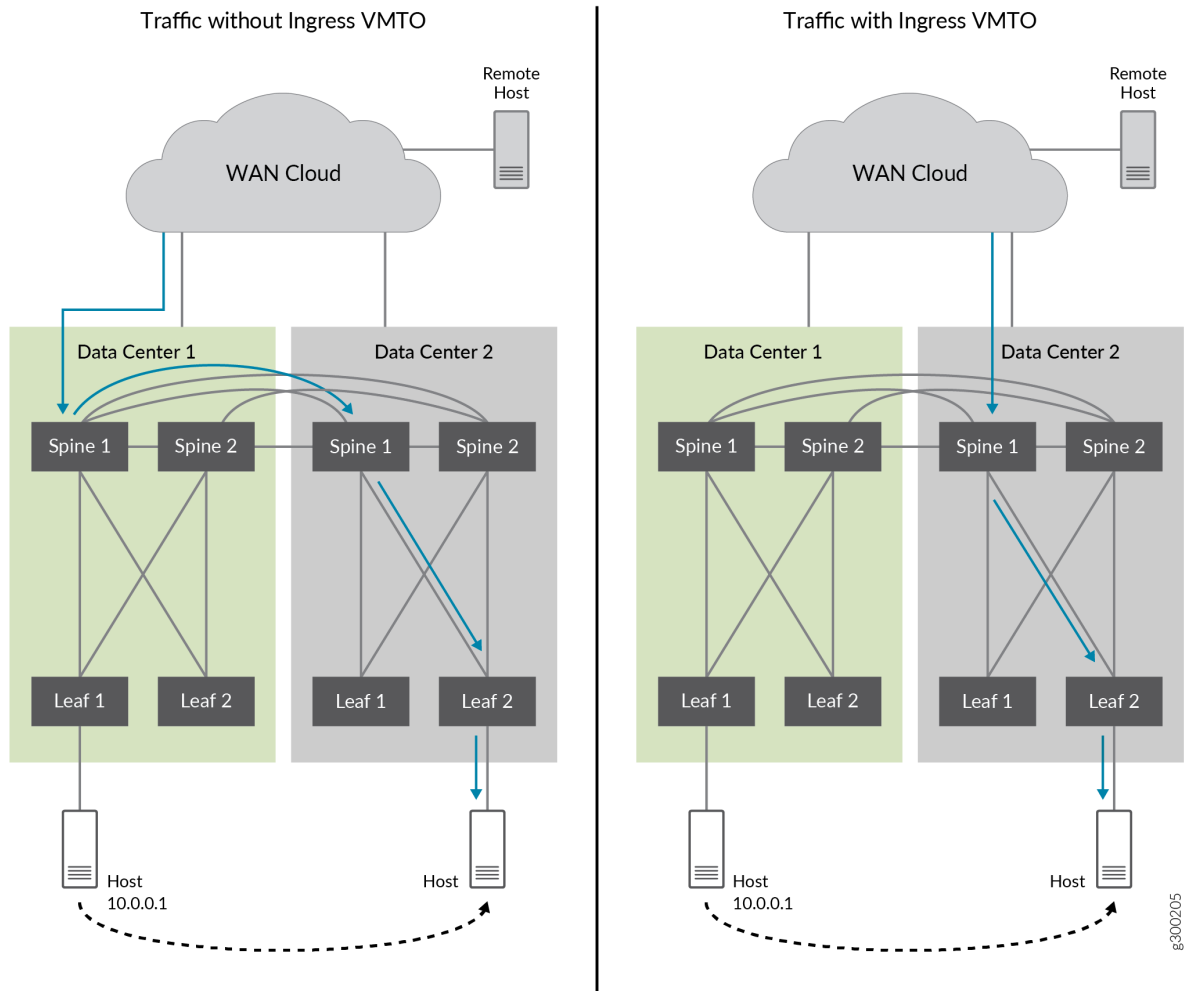 Traffic without Ingress VMTO
Remote
Host
WAN Cloud
Data Center 1
Data Center 2
Spine 1
Spine 2
Spine 1
Spine 2
Leaf 1
Leaf 2
Leaf 1
Leaf 2
Host
10.0.0.1
Host
Traffic with Ingress VMTO
Remote
Host
WAN Cloud
Data Center 1
Data Center 2
Spine 1
Spine 2
Spine 1
Spine 2
Leaf 1
Leaf 2
Leaf 1
Leaf 2
Host
10.0.0.1
Host
g300205